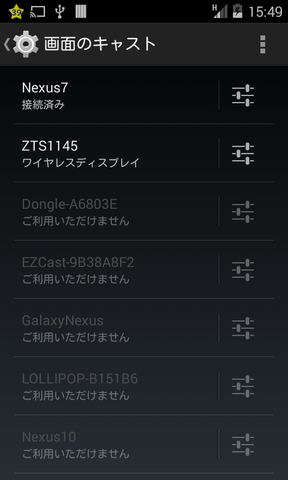 99 H 15:49
画面のキャスト
Nexus7
接続済み
ZTS1145
ワイヤレスディスプレイ
Dongle-A6803E
ご利用いただけません
EZCast-9B38A8F2
ご利用いただけません
GalaxyNexus
ご利用いただけません
LOLLIPOP-B151B6
ご利用いただけません
Nexus10
ご利用いただけません